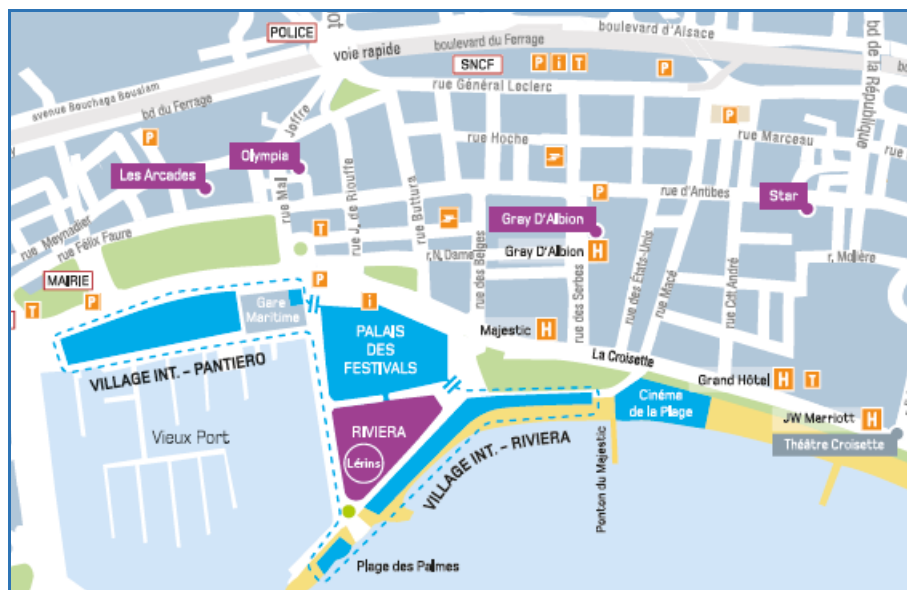 POLICE
voie rapide
boulevard du Ferrage
boulevard d'Alsace
bd de la République
SNCF
P i T
P
rue Général Leclerc
avenue Bouchaga Boualam
bd du Ferrage
P
Joffre
P
rue Hoche
rue Marceau
Olympia
Les Arcades
rue Mal
rue J. de Riouffe
rue Buttura
P
rue d'Antibes
Star
Gray D'Albion
rue Meynadier
rue Félix Faure
T
r. N. Dame
rue des Belges
Gray D'Albion H
rue des Serbes
rue des États-Unis
rue Macé
rue Cdt André
r. Molière
MAIRIE
T
P
P
i
Gare
Maritime
PALAIS
DES
FESTIVALS
Majestic H
La Croisette
VILLAGE INT. – PANTIERO
Grand Hôtel H T
Cinéma
de la Plage
JW Merriott H
Théâtre Croisette
Vieux Port
RIVIERA
Lérins
VILLAGE INT. – RIVIERA
Ponton du Majestic
Plage des Palmes